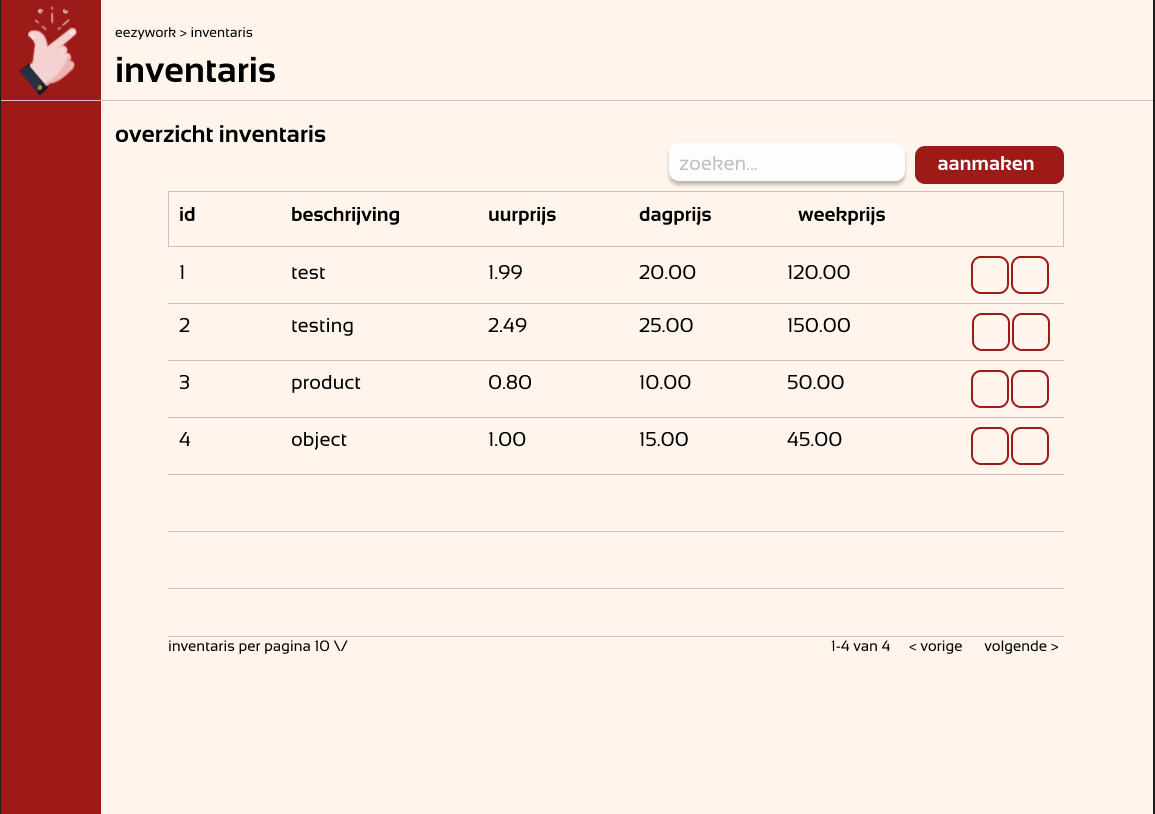 eezywork > inventaris
inventaris
overzicht inventaris
zoeken... aanmaken
id beschrijving uurprijs dagprijs weekprijs
1 test 1.99 20.00 120.00
2 testing 2.49 25.00 150.00
3 product 0.80 10.00 50.00
4 object 1.00 15.00 45.00
inventaris per pagina 10 \/ 1-4 van 4 < vorige volgende >